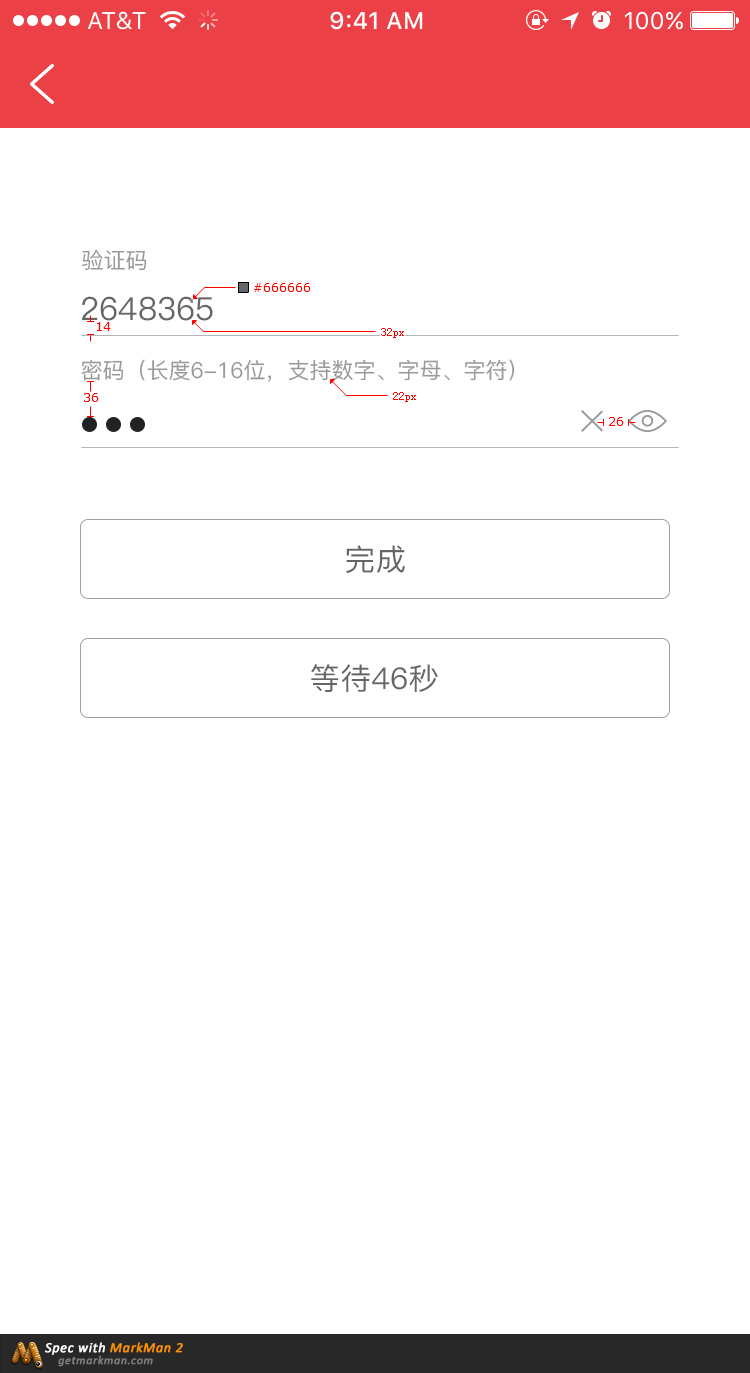 AT&T 9:41 AM 100%
验证码
#666666
2648365
14
32px
密码（长度6-16位，支持数字、字母、字符）
22px
36
26
完成
等待46秒
Spec with MarkMan 2
getmarkman.com